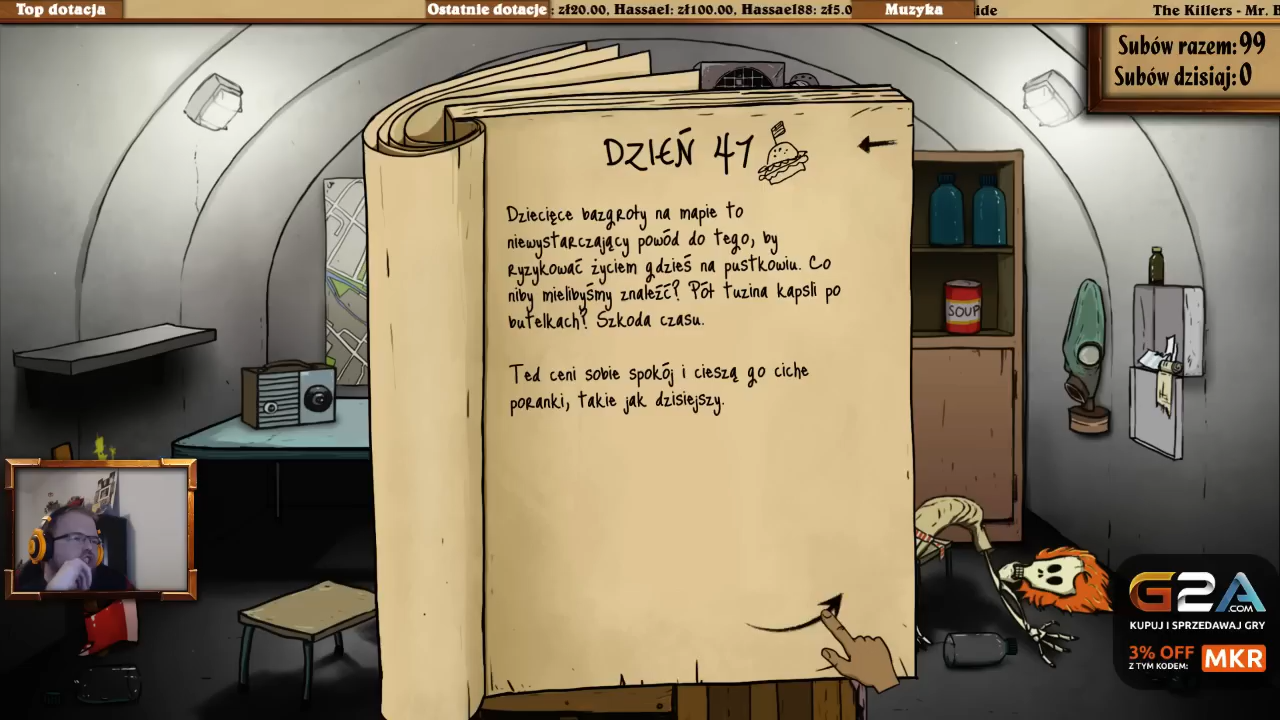 Top dotacja
Ostatnie dotacje : zł20.00, Hassael: zł100.00, Hassael88: zł5.0
Muzyka
ide
The Killers - Mr. B
Subów razem: 99
Subów dzisiaj: 0
DZIEŃ 47
Dziecięce bazgroły na mapie to
niewystarczający powód do tego, by
ryzykować życiem gdzieś na pustkowiu. Co
niby mielibyśmy znaleźć? Pół tuzina kapsli po
butelkach? Szkoda czasu.
Ted ceni sobie spokój i cieszą go ciche
poranki, takie jak dzisiejszy.
SOUP
G2A
.COM
KUPUJ I SPRZEDAWAJ GRY
3% OFF
Z TYM KODEM:
MKR